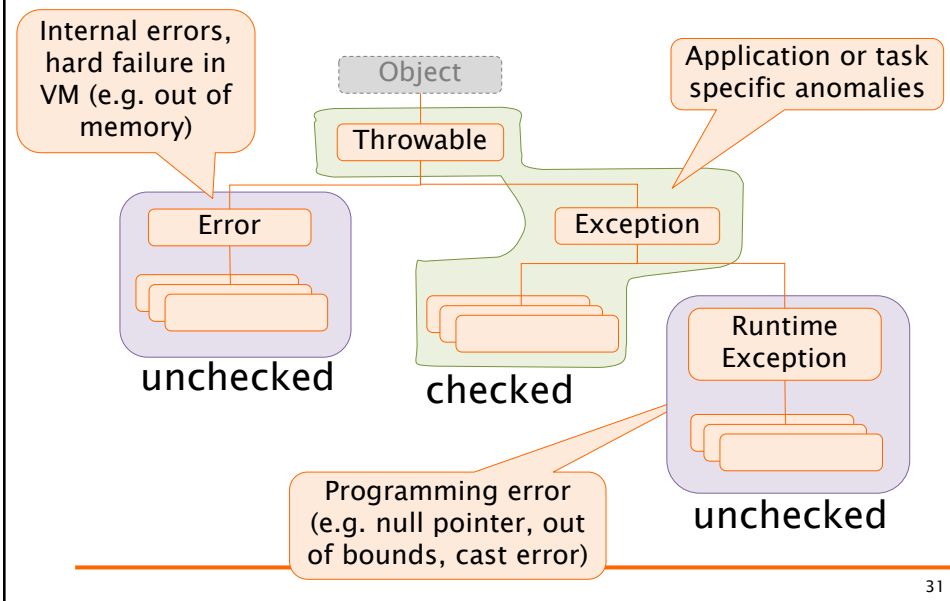 Internal errors,
hard failure in
VM (e.g. out of
memory)
Object
Application or task
specific anomalies
Throwable
Error
Exception
Runtime
Exception
unchecked
checked
Programming error
(e.g. null pointer, out
of bounds, cast error)
unchecked
31